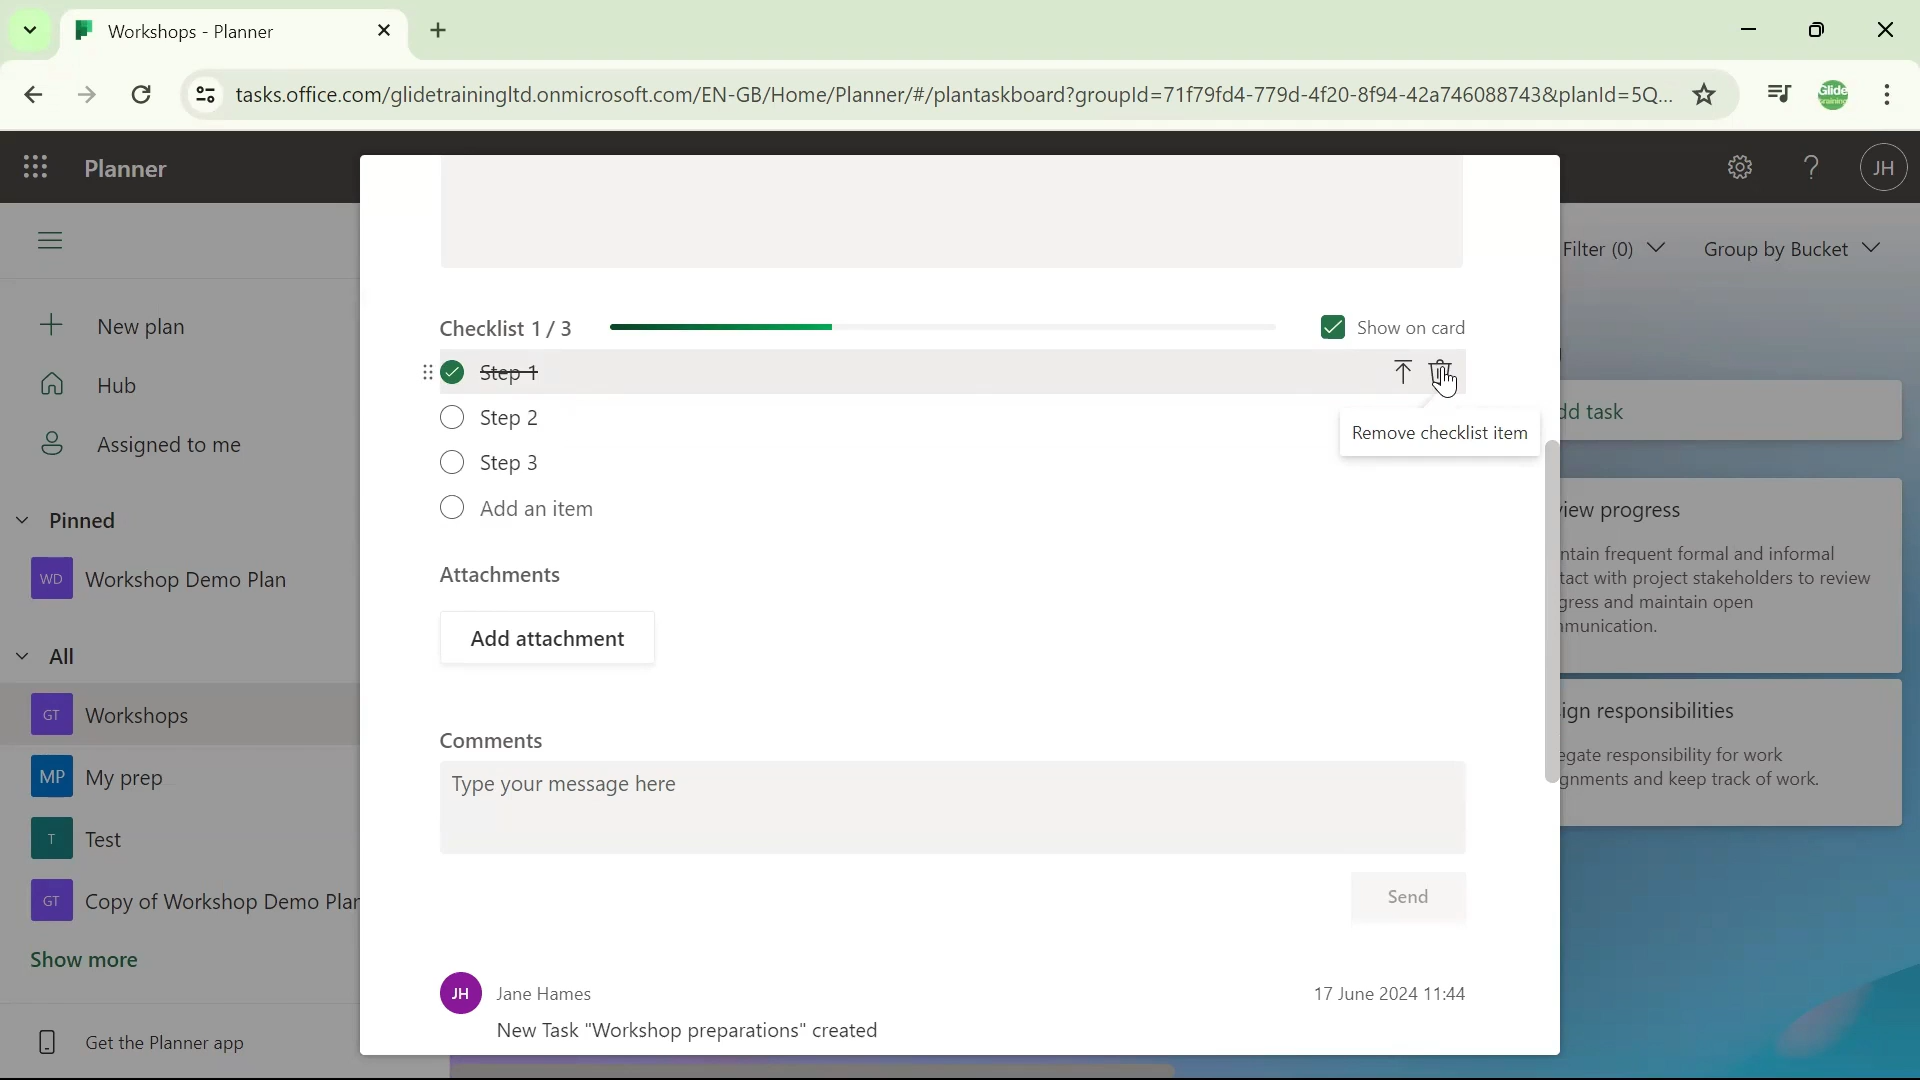 Workshops - Planner
tasks.office.com/glidetrainingltd.onmicrosoft.com/EN-GB/Home/Planner/#/plantaskboard?groupId=71f79fd4-779d-4f20-8f94-42a746088743&planId=5Q...
Glide
Planner
JH
Filter (0)
Group by Bucket
New plan
Hub
Assigned to me
Pinned
WD Workshop Demo Plan
All
GT Workshops
MP My prep
T Test
GT Copy of Workshop Demo Plan
Show more
Get the Planner app
Checklist 1 / 3
Show on card
Step 1
Step 2
Remove checklist item
Step 3
Add an item
Attachments
Add attachment
Comments
Type your message here
Send
JH Jane Hames
17 June 2024 11:44
New Task "Workshop preparations" created
dd task
view progress
ntain frequent formal and informal
tact with project stakeholders to review
gress and maintain open
munication.
ign responsibilities
egate responsibility for work
gnments and keep track of work.